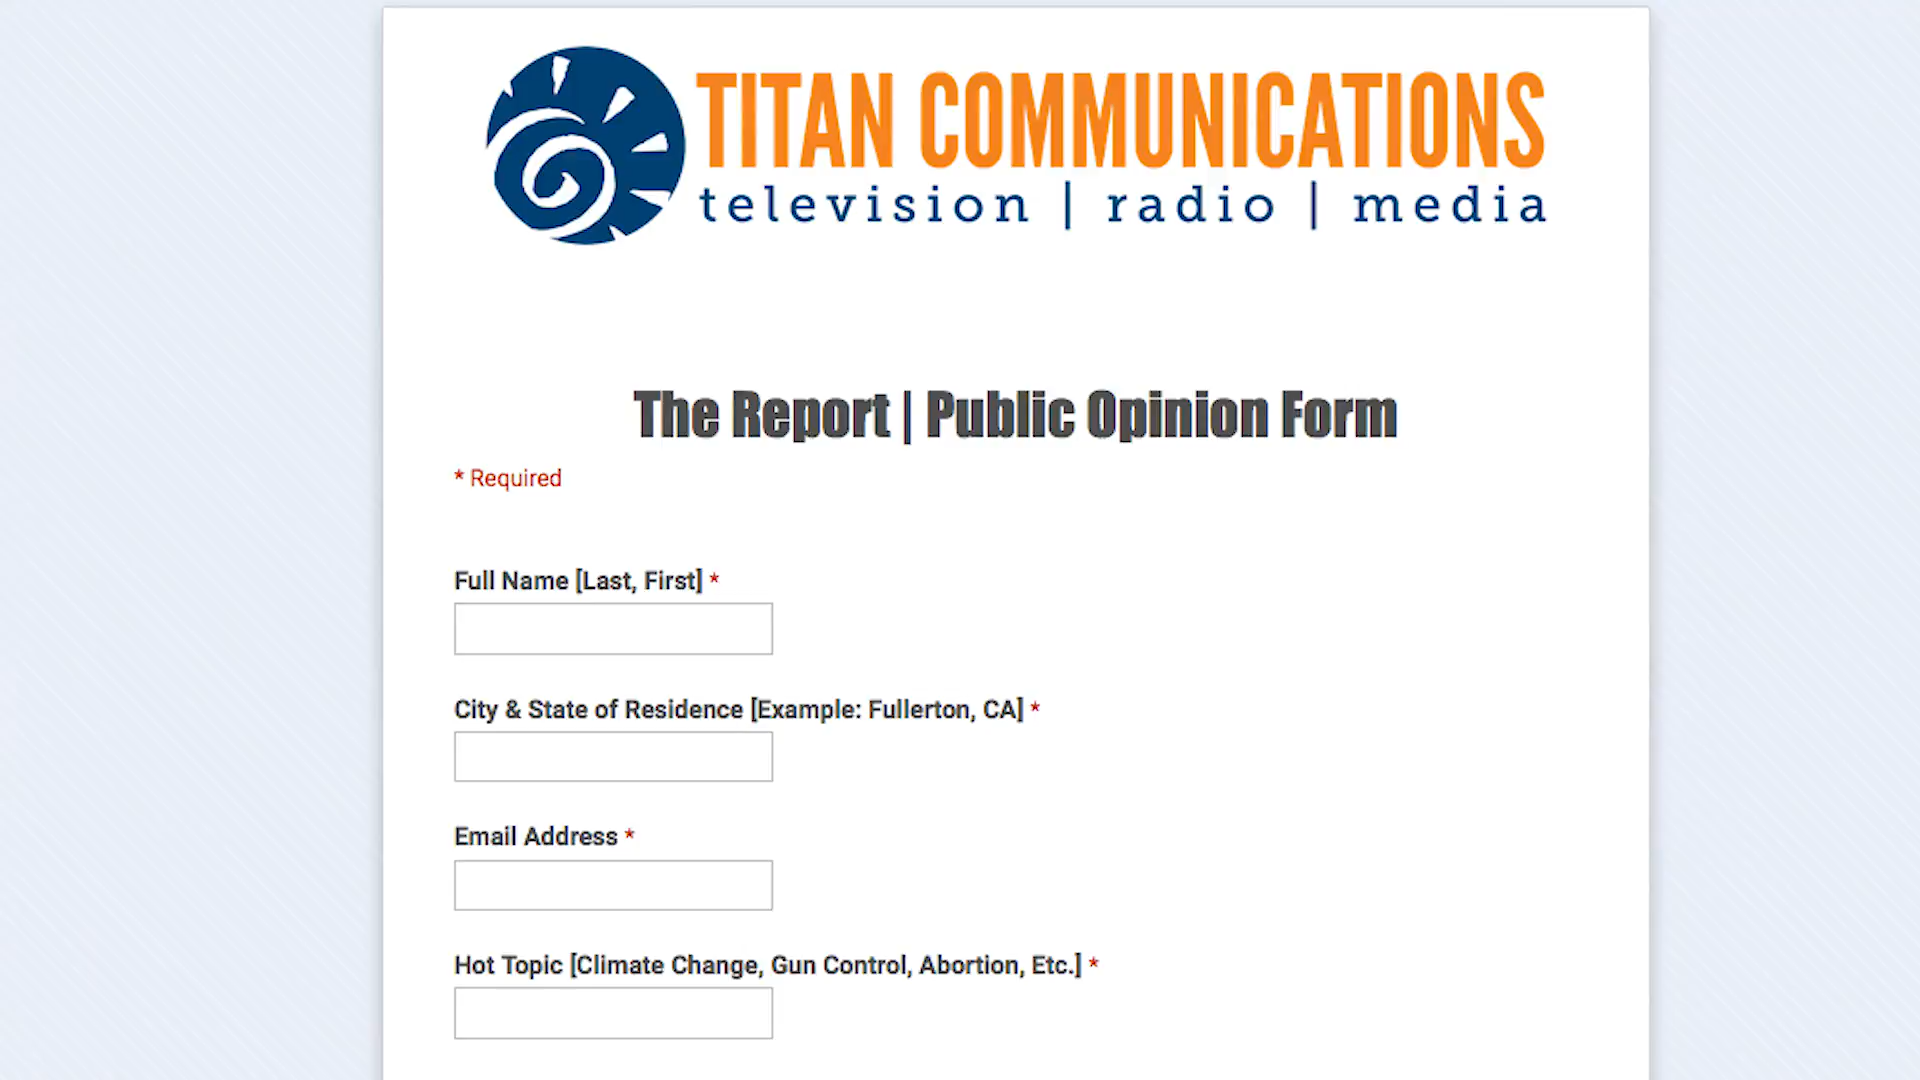 TITAN COMMUNICATIONS
television | radio | media
The Report | Public Opinion Form
* Required
Full Name [Last, First] *
City & State of Residence [Example: Fullerton, CA] *
Email Address *
Hot Topic [Climate Change, Gun Control, Abortion, Etc.] *